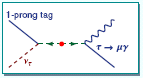 1-prong tag
τ → μγ
ν_τ